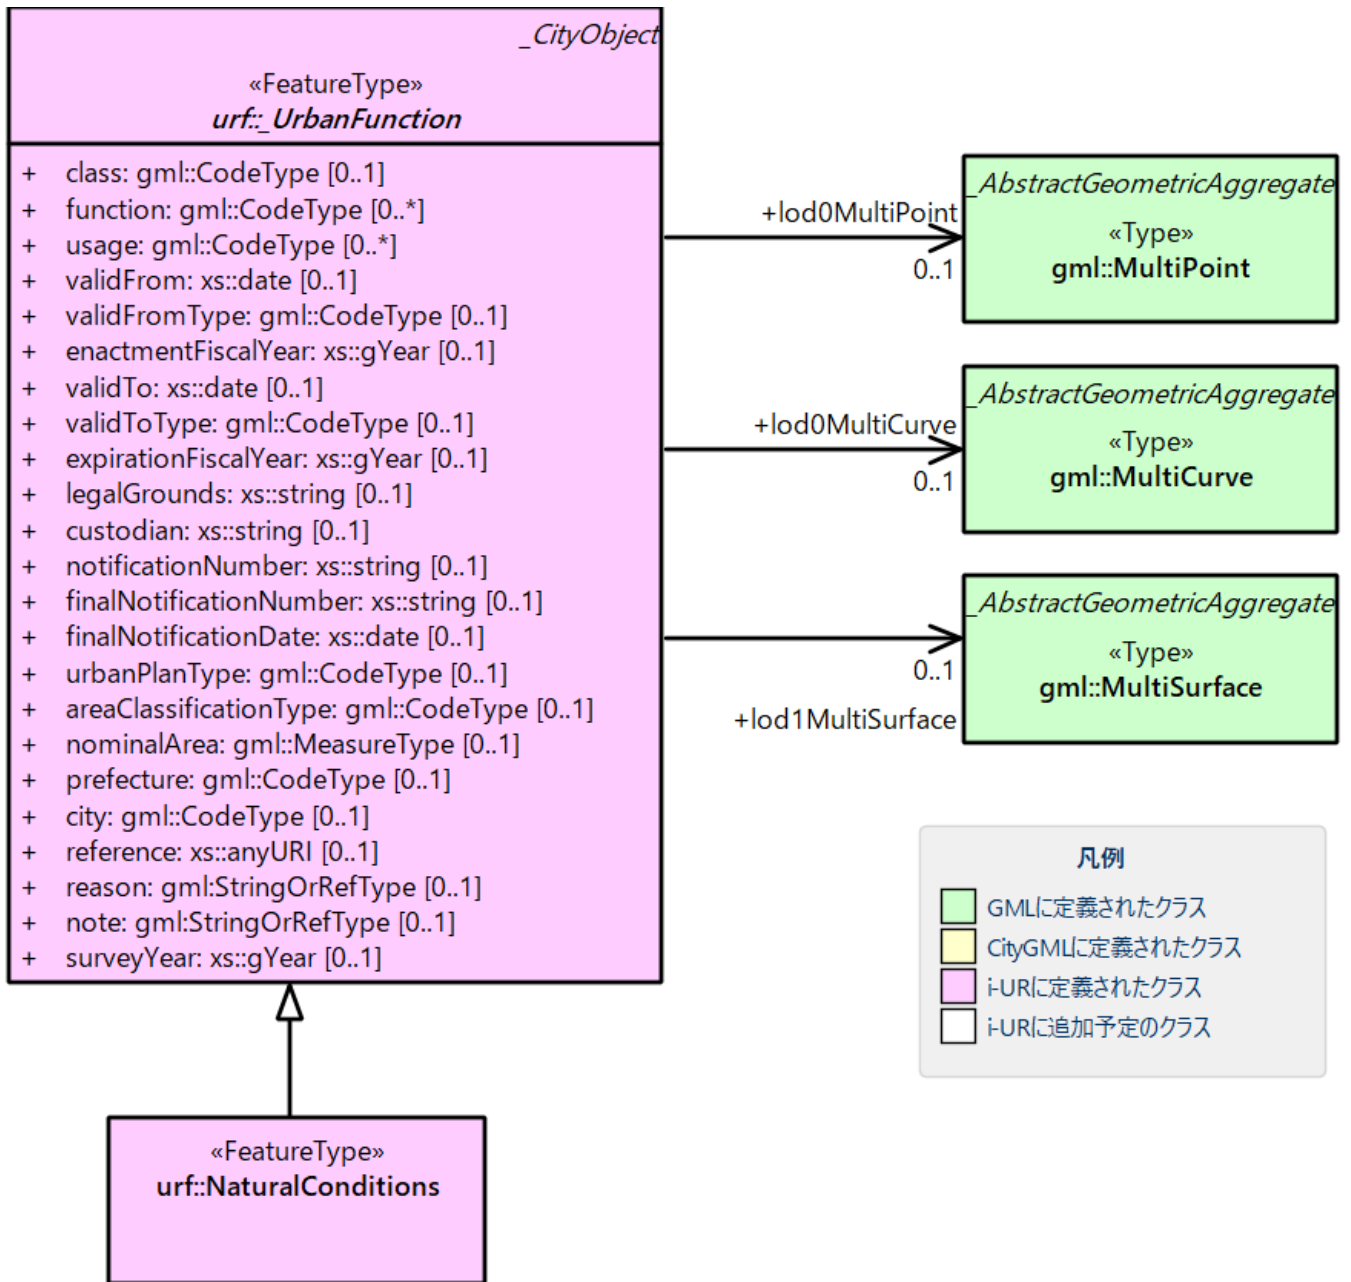 _CityObject
«FeatureType»
urf::_UrbanFunction
+ class: gml::CodeType [0..1]
+ function: gml::CodeType [0..*]
+ usage: gml::CodeType [0..*]
+ validFrom: xs::date [0..1]
+ validFromType: gml::CodeType [0..1]
+ enactmentFiscalYear: xs::gYear [0..1]
+ validTo: xs::date [0..1]
+ validToType: gml::CodeType [0..1]
+ expirationFiscalYear: xs::gYear [0..1]
+ legalGrounds: xs::string [0..1]
+ custodian: xs::string [0..1]
+ notificationNumber: xs::string [0..1]
+ finalNotificationNumber: xs::string [0..1]
+ finalNotificationDate: xs::date [0..1]
+ urbanPlanType: gml::CodeType [0..1]
+ areaClassificationType: gml::CodeType [0..1]
+ nominalArea: gml::MeasureType [0..1]
+ prefecture: gml::CodeType [0..1]
+ city: gml::CodeType [0..1]
+ reference: xs::anyURI [0..1]
+ reason: gml:StringOrRefType [0..1]
+ note: gml:StringOrRefType [0..1]
+ surveyYear: xs::gYear [0..1]
+lod0MultiPoint
0..1
_AbstractGeometricAggregate
«Type»
gml::MultiPoint
+lod0MultiCurve
0..1
_AbstractGeometricAggregate
«Type»
gml::MultiCurve
0..1
+lod1MultiSurface
_AbstractGeometricAggregate
«Type»
gml::MultiSurface
凡例
GMLに定義されたクラス
CityGMLに定義されたクラス
i-URに定義されたクラス
i-URに追加予定のクラス
«FeatureType»
urf::NaturalConditions